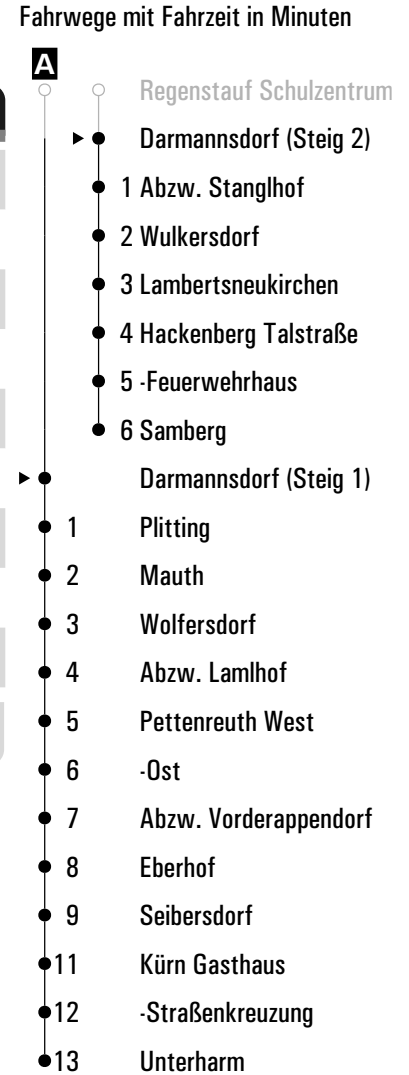 Fahrwege mit Fahrzeit in Minuten
A
Regenstauf Schulzentrum
Darmannsdorf (Steig 2)
1 Abzw. Stanglhof
2 Wulkersdorf
3 Lambertsneukirchen
4 Hackenberg Talstraße
5 -Feuerwehrhaus
6 Samberg
Darmannsdorf (Steig 1)
1 Plitting
2 Mauth
3 Wolfersdorf
4 Abzw. Lamlhof
5 Pettenreuth West
6 -Ost
7 Abzw. Vorderappendorf
8 Eberhof
9 Seibersdorf
11 Kürn Gasthaus
12 -Straßenkreuzung
13 Unterharm